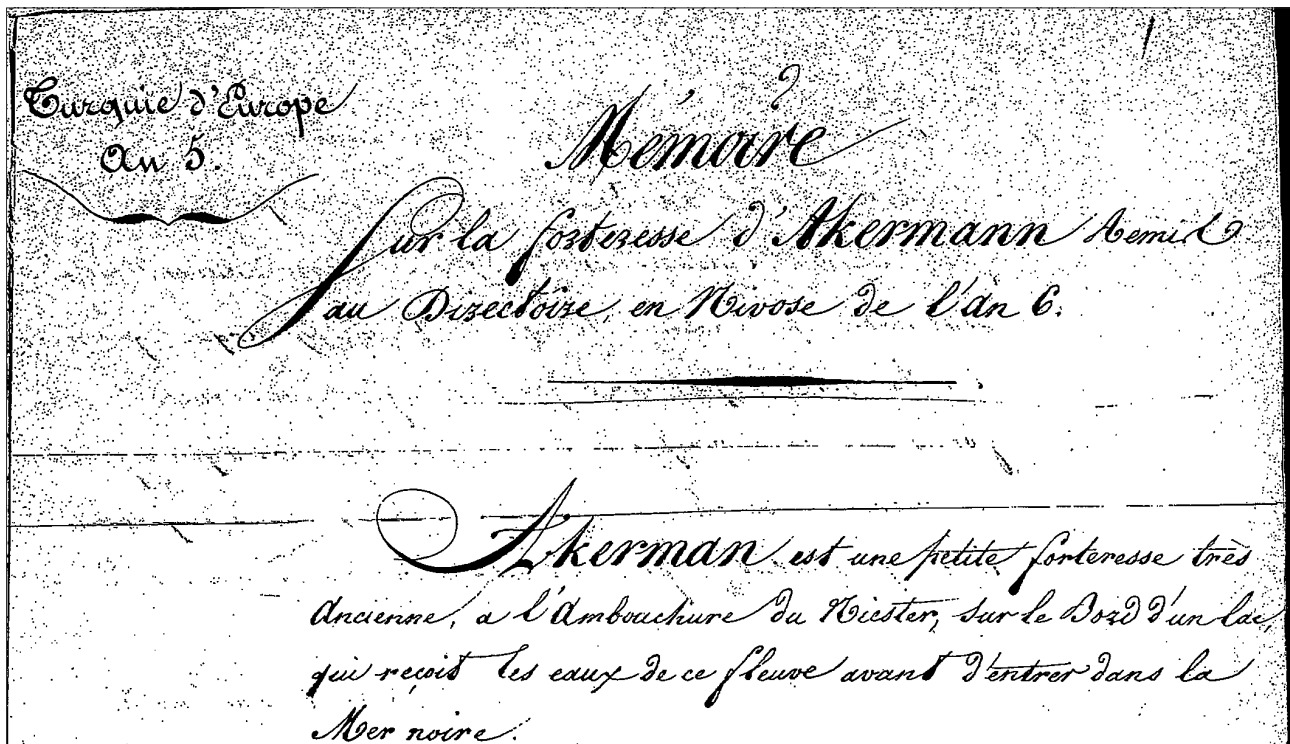 Turquie d'Europe
An 5.
Mémoire
Sur la forteresse d'Akermann Remis
au Directoire, en Nivose de l'an 6.
Akerman est une petite forteresse très
ancienne, a l'Ambouchure du Niester, sur le Bord d'un lac,
qui reçoit les eaux de ce fleuve avant d'entrer dans la
Mer noire.